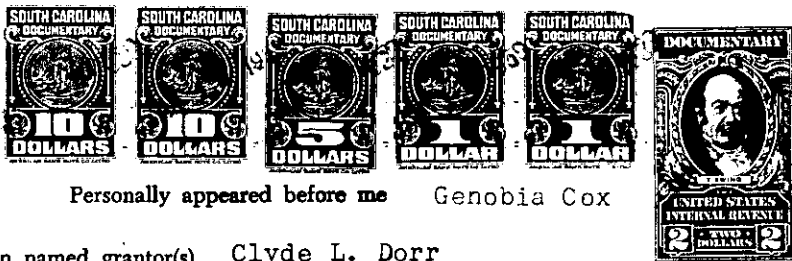 SOUTH CAROLINA DOCUMENTARY 10 DOLLARS
SOUTH CAROLINA DOCUMENTARY 10 DOLLARS
SOUTH CAROLINA DOCUMENTARY 5 DOLLARS
SOUTH CAROLINA DOCUMENTARY 1 DOLLAR
SOUTH CAROLINA DOCUMENTARY 1 DOLLAR
DOCUMENTARY
T. EWING
UNITED STATES
INTERNAL REVENUE
2 TWO DOLLARS 2
Personally appeared before me Genobia Cox
named grantor(s) Clyde L. Dorr